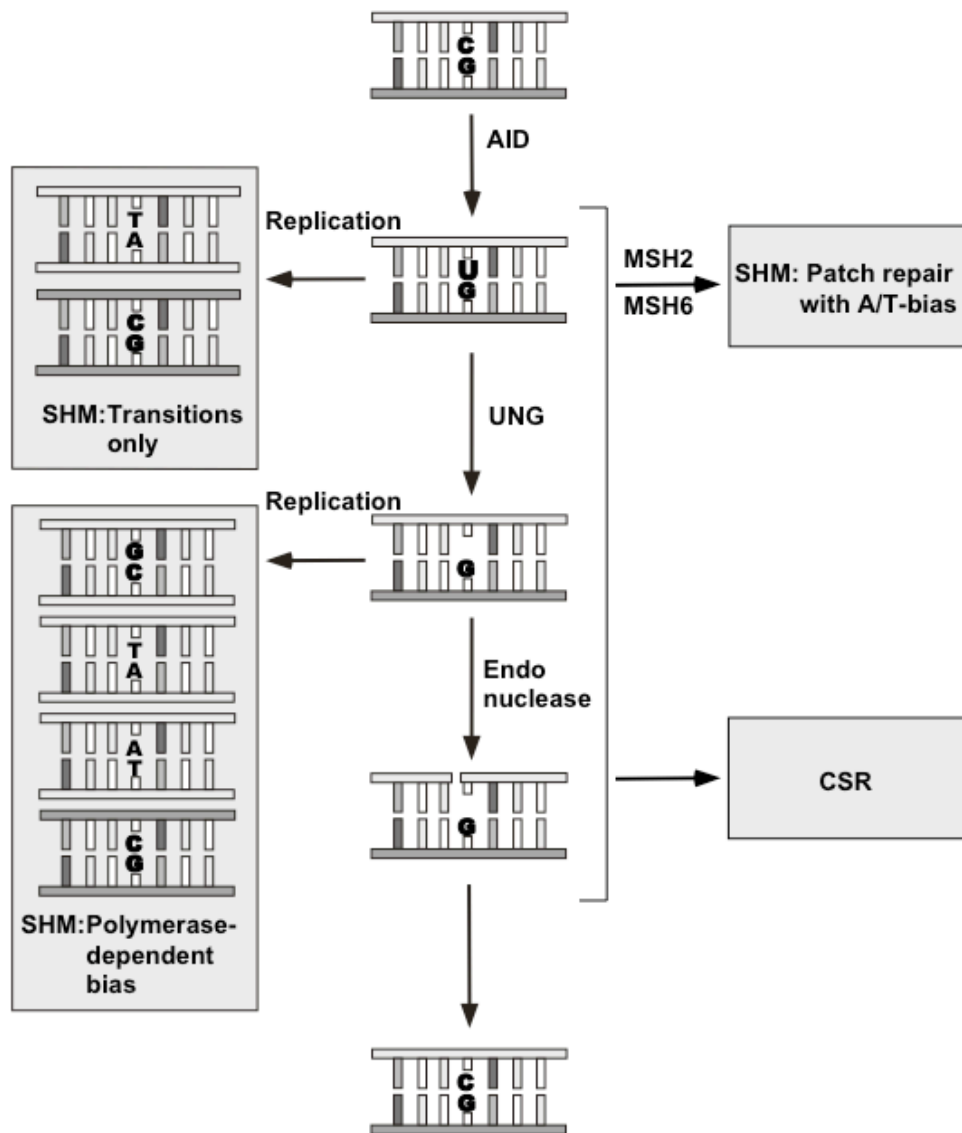 C
G
AID
T
A
C
G
SHM:Transitions
only
Replication
U
G
MSH2
MSH6
SHM: Patch repair
with A/T-bias
UNG
Replication
G
C
T
A
A
T
C
G
SHM:Polymerase-
dependent
bias
G
Endo
nuclease
G
CSR
C
G